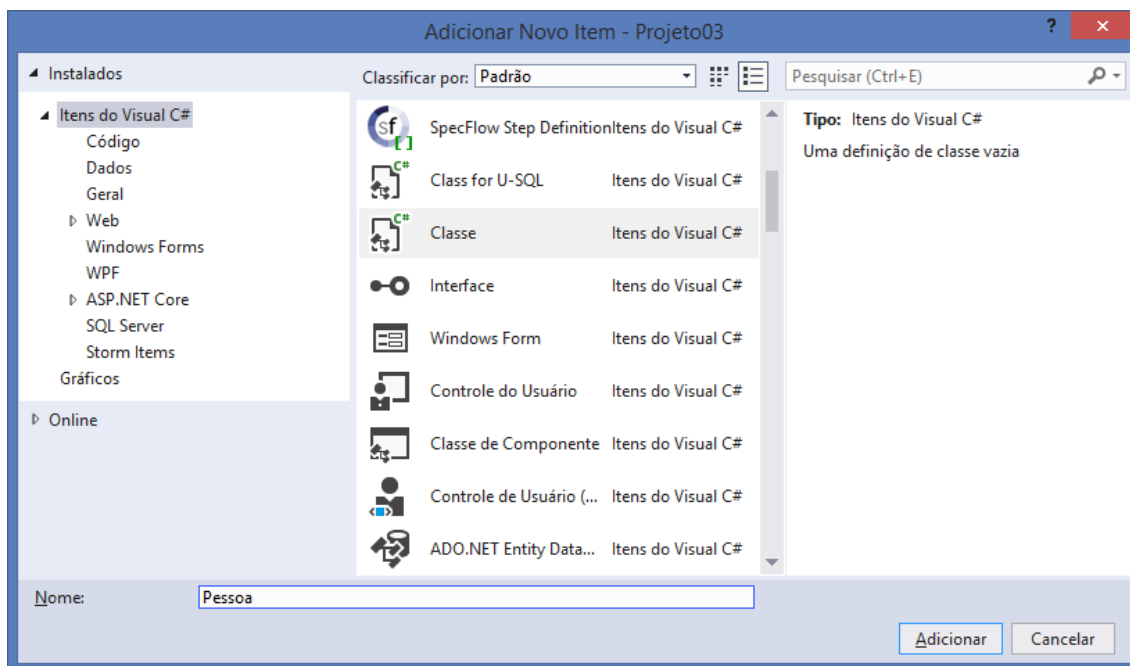 Adicionar Novo Item - Projeto03
?
×
Instalados
Itens do Visual C#
Código
Dados
Geral
Web
Windows Forms
WPF
ASP.NET Core
SQL Server
Storm Items
Gráficos
Online
Classificar por: Padrão
SpecFlow Step Definition Itens do Visual C#
Class for U-SQL Itens do Visual C#
Classe Itens do Visual C#
Interface Itens do Visual C#
Windows Form Itens do Visual C#
Controle do Usuário Itens do Visual C#
Classe de Componente Itens do Visual C#
Controle de Usuário (... Itens do Visual C#
ADO.NET Entity Data... Itens do Visual C#
Pesquisar (Ctrl+E)
Tipo: Itens do Visual C#
Uma definição de classe vazia
Nome: Pessoa
Adicionar Cancelar